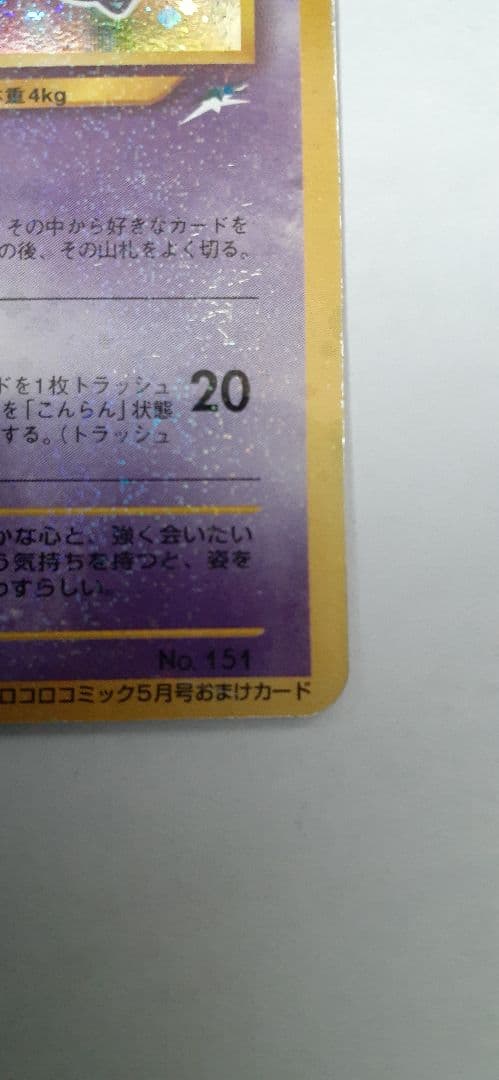 体重4kg
その中から好きなカードを
の後、その山札をよく切る。
ドを1枚トラッシュ
を「こんらん」状態
する。(トラッシュ
20
かな心と、強く会いたい
う気持ちを持つと、姿を
わすらしい。
No. 151
ロコロコミック5月号おまけカード